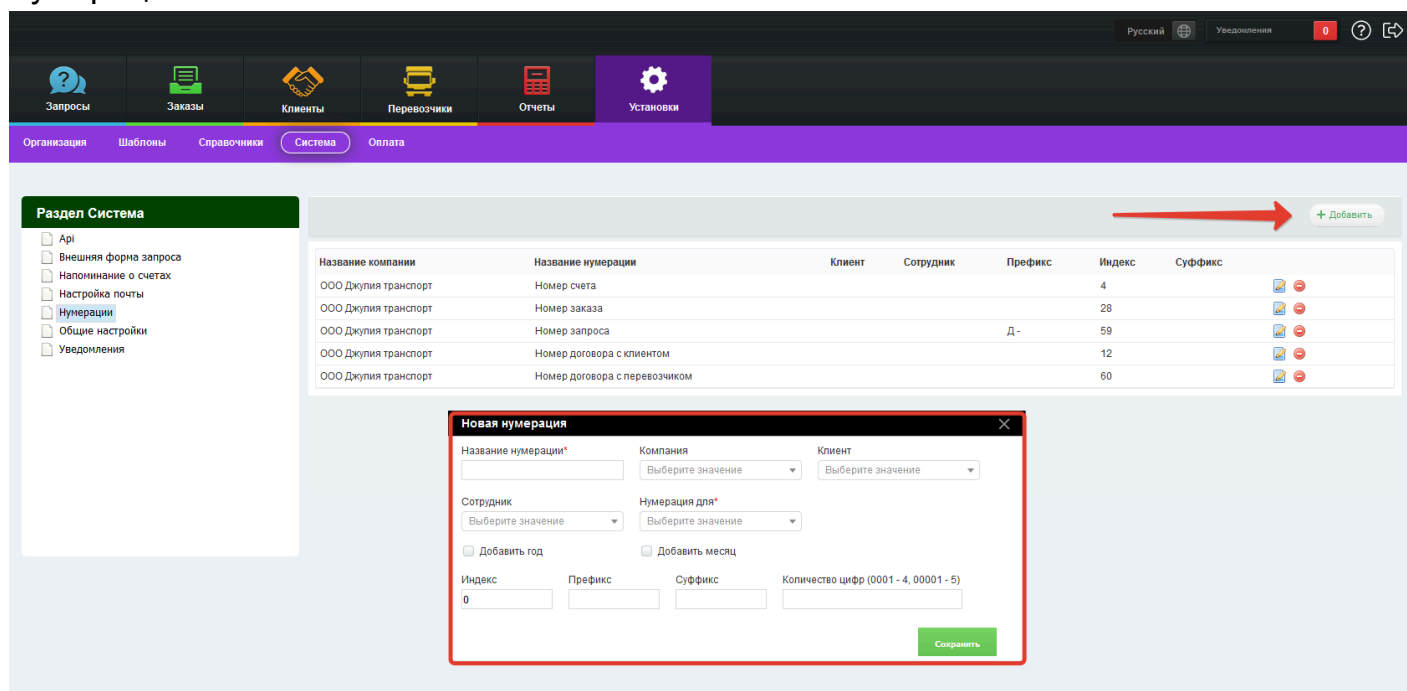 Русский Уведомления 0
Запросы Заказы Клиенты Перевозчики Отчеты Установки
Организация Шаблоны Справочники Система Оплата
Раздел Система
+ Добавить
Api
Внешняя форма запроса
Напоминание о счетах
Настройка почты
Нумерации
Общие настройки
Уведомления
Название компании Название нумерации Клиент Сотрудник Префикс Индекс Суффикс
ООО Джулия транспорт Номер счета 4
ООО Джулия транспорт Номер заказа 28
ООО Джулия транспорт Номер запроса Д - 59
ООО Джулия транспорт Номер договора с клиентом 12
ООО Джулия транспорт Номер договора с перевозчиком 60
Новая нумерация
Название нумерации* Компания Клиент
Выберите значение Выберите значение
Сотрудник Нумерация для*
Выберите значение Выберите значение
Добавить год Добавить месяц
Индекс Префикс Суффикс Количество цифр (0001 - 4, 00001 - 5)
0
Сохранить